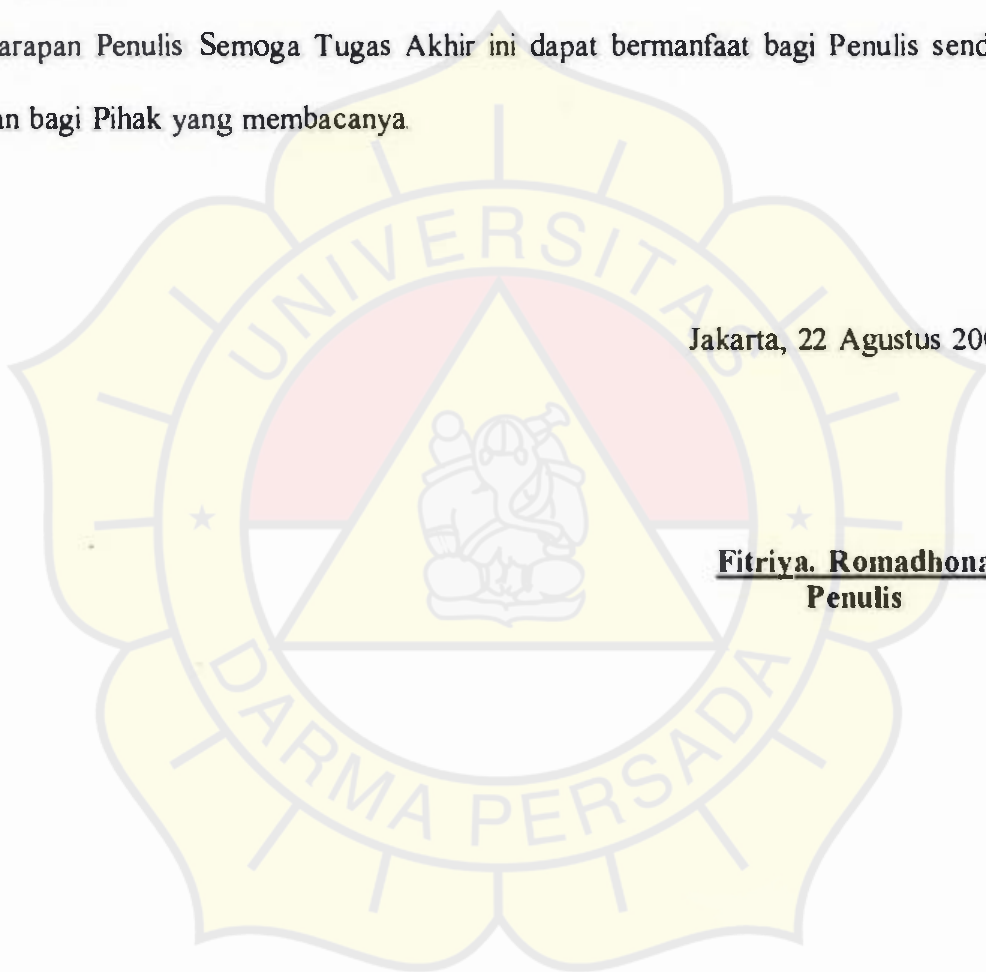 arapan Penulis Semoga Tugas Akhir ini dapat bermanfaat bagi Penulis send
an bagi Pihak yang membacanya.
UNIVERSITAS
Jakarta, 22 Agustus 200
Fitriya. Romadhona
Penulis
DARMA PERSADA